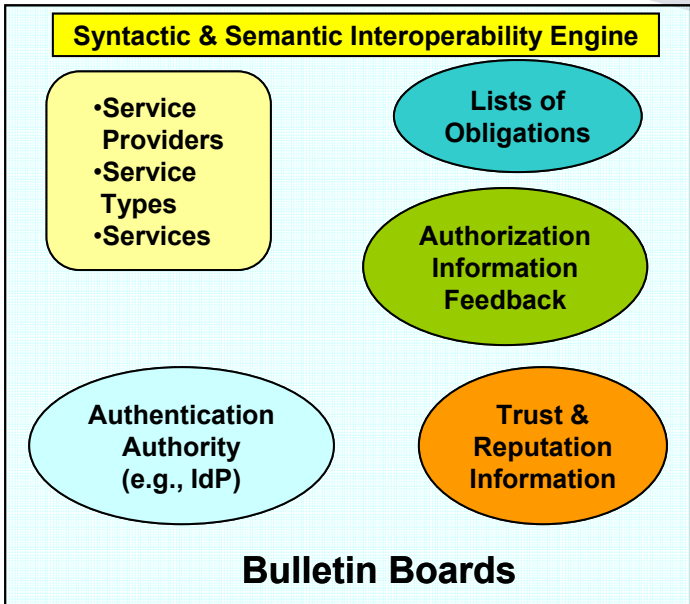 Syntactic & Semantic Interoperability Engine
•Service
Providers
•Service
Types
•Services
Lists of
Obligations
Authorization
Information
Feedback
Authentication
Authority
(e.g., IdP)
Trust &
Reputation
Information
Bulletin Boards